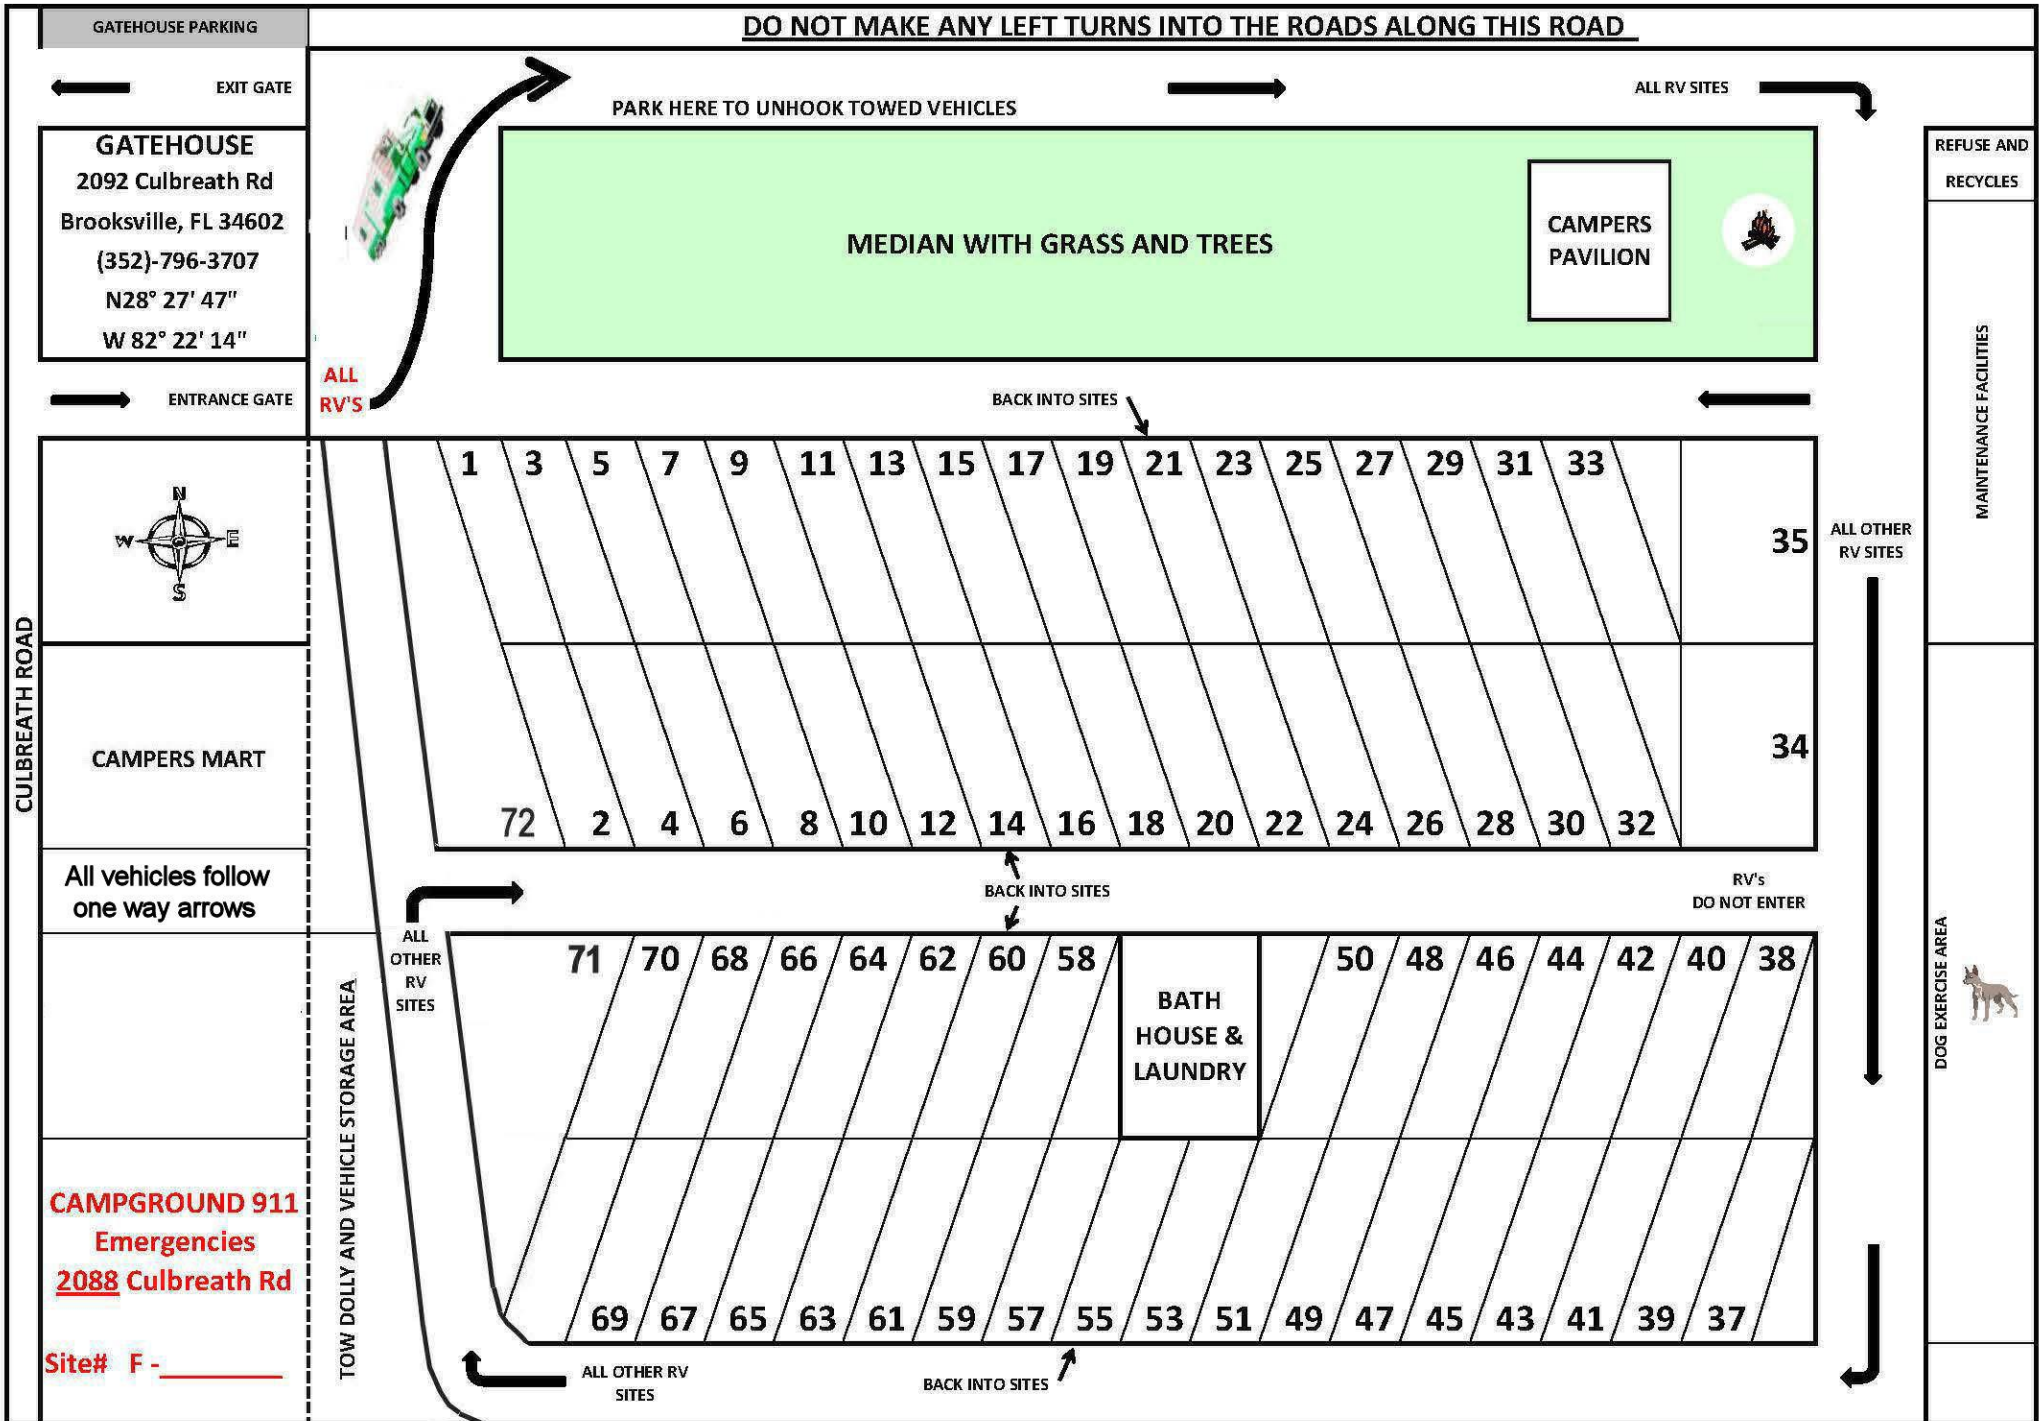 GATEHOUSE PARKING
DO NOT MAKE ANY LEFT TURNS INTO THE ROADS ALONG THIS ROAD
EXIT GATE
PARK HERE TO UNHOOK TOWED VEHICLES
ALL RV SITES
GATEHOUSE
2092 Culbreath Rd
Brooksville, FL 34602
(352)-796-3707
N28° 27' 47"
W 82° 22' 14"
MEDIAN WITH GRASS AND TREES
CAMPERS
PAVILION
REFUSE AND
RECYCLES
MAINTENANCE FACILITIES
ALL
RV'S
ENTRANCE GATE
BACK INTO SITES
1 3 5 7 9 11 13 15 17 19 21 23 25 27 29 31 33
35
ALL OTHER
RV SITES
N
W E
S
CULBREATH ROAD
CAMPERS MART
34
72 2 4 6 8 10 12 14 16 18 20 22 24 26 28 30 32
All vehicles follow
one way arrows
BACK INTO SITES
RV's
DO NOT ENTER
ALL
OTHER
RV
SITES
71 70 68 66 64 62 60 58
BATH
HOUSE &
LAUNDRY
50 48 46 44 42 40 38
DOG EXERCISE AREA
TOW DOLLY AND VEHICLE STORAGE AREA
CAMPGROUND 911
Emergencies
2088 Culbreath Rd
Site# F -_________
69 67 65 63 61 59 57 55 53 51 49 47 45 43 41 39 37
ALL OTHER RV
SITES
BACK INTO SITES